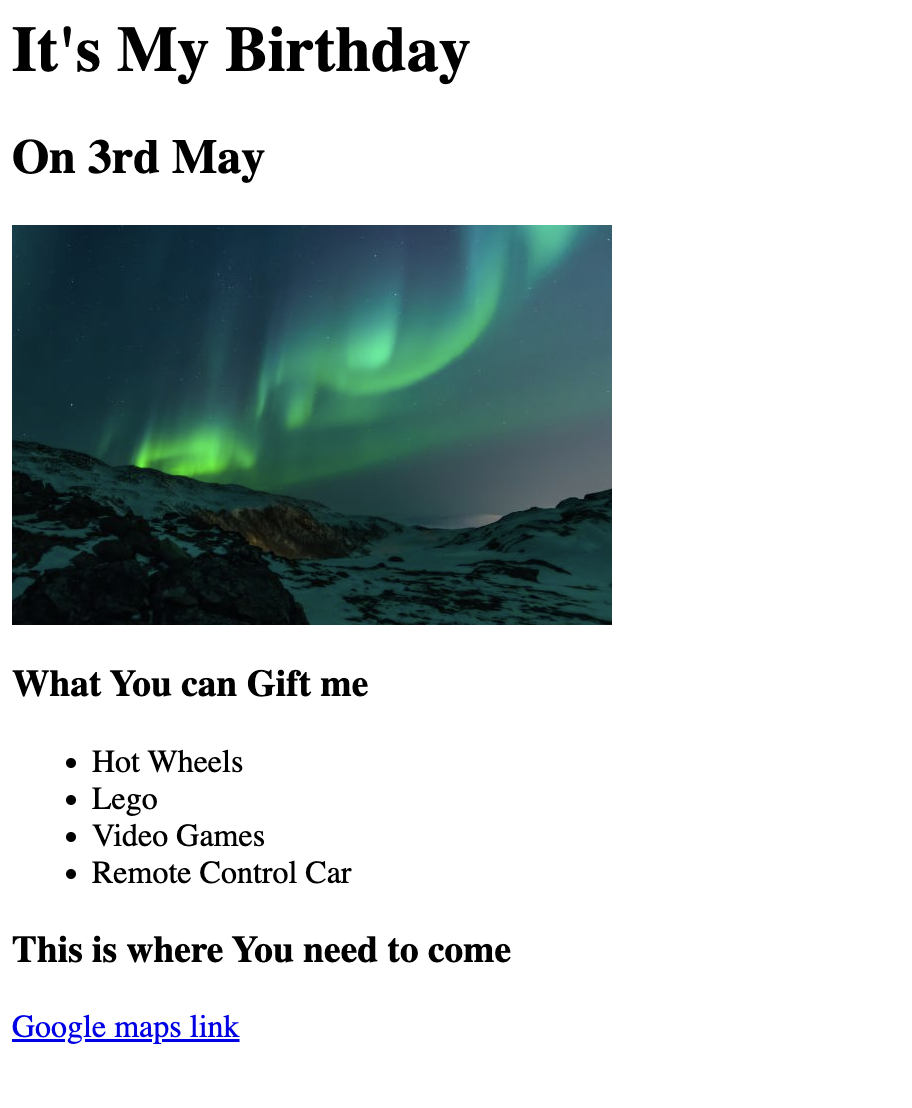 It's My Birthday
On 3rd May
What You can Gift me
Hot Wheels
Lego
Video Games
Remote Control Car
This is where You need to come
Google maps link